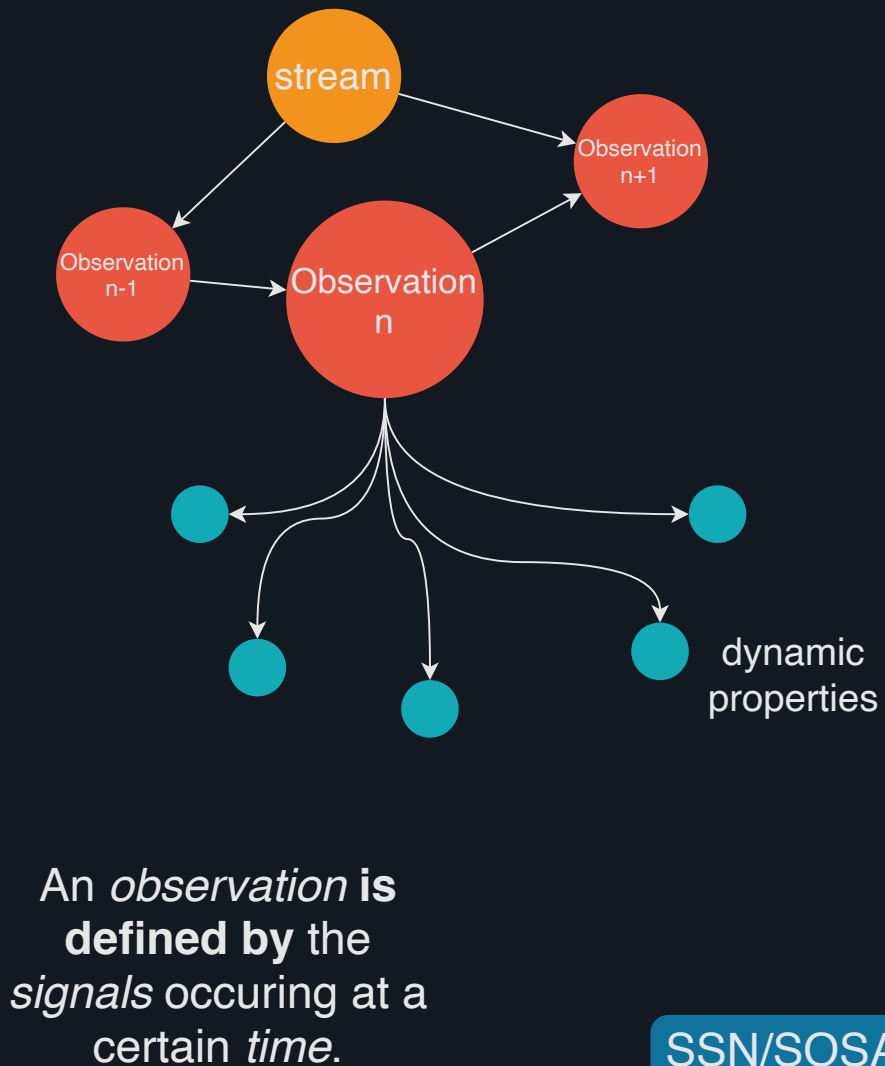 stream
Observation
n+1
Observation
n-1
Observation
n
dynamic
properties
An observation is
defined by the
signals occuring at a
certain time.
SSN/SOSA